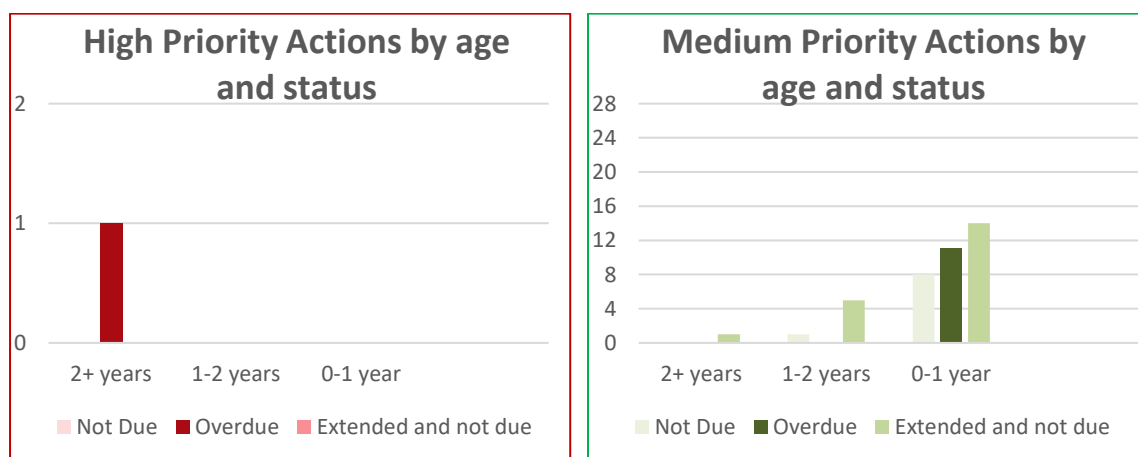 High Priority Actions by age
and status
2
1
0
2+ years 1-2 years 0-1 year
Not Due Overdue Extended and not due
Medium Priority Actions by
age and status
28
24
20
16
12
8
4
0
2+ years 1-2 years 0-1 year
Not Due Overdue Extended and not due